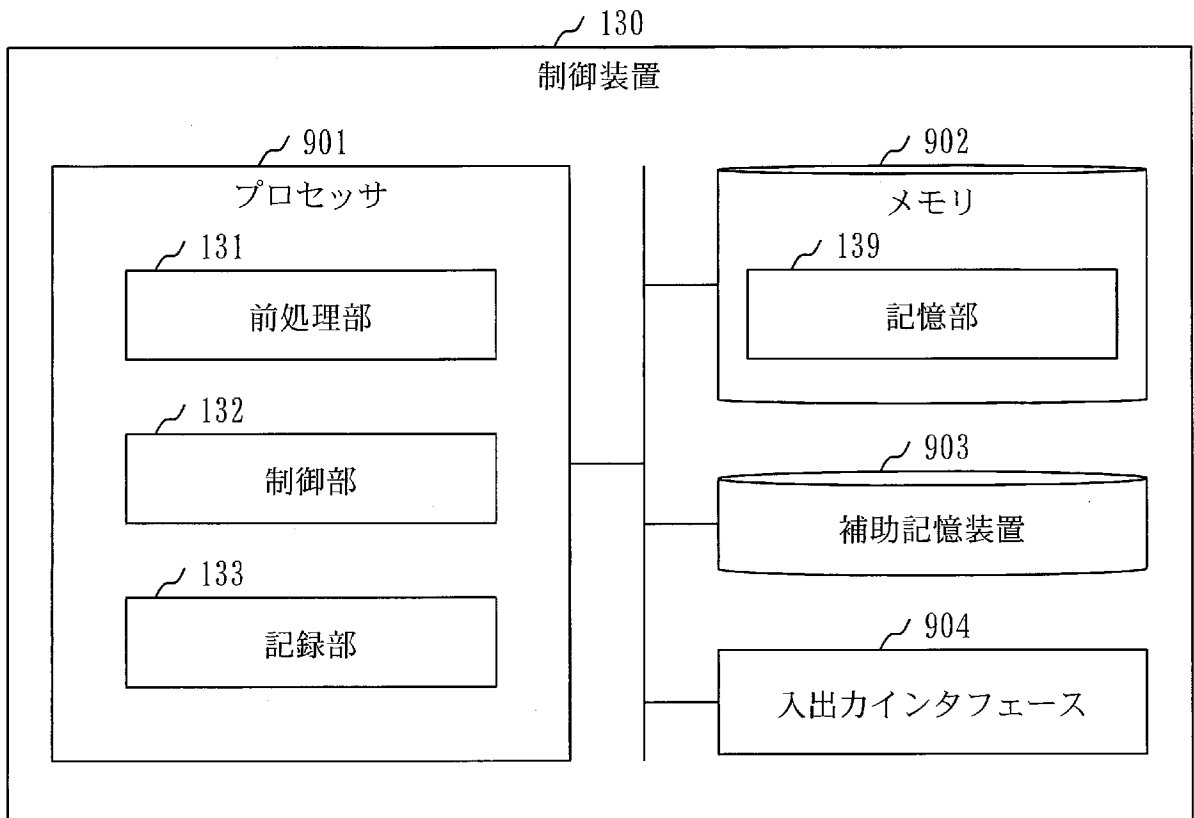 130
制御装置
901
プロセッサ
131
前処理部
132
制御部
133
記録部
902
メモリ
139
記憶部
903
補助記憶装置
904
入出力インタフェース